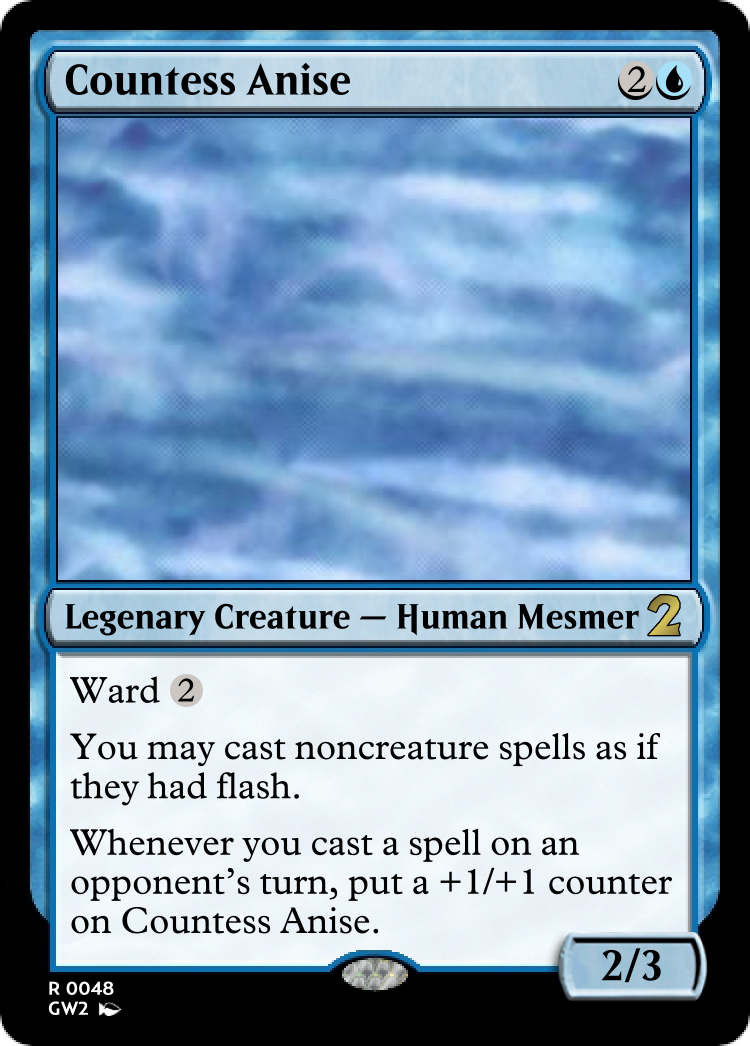 Countess Anise 2
Legenary Creature — Human Mesmer 2
Ward 2
You may cast noncreature spells as if
they had flash.
Whenever you cast a spell on an
opponent's turn, put a +1/+1 counter
on Countess Anise.
2/3
R 0048
GW2